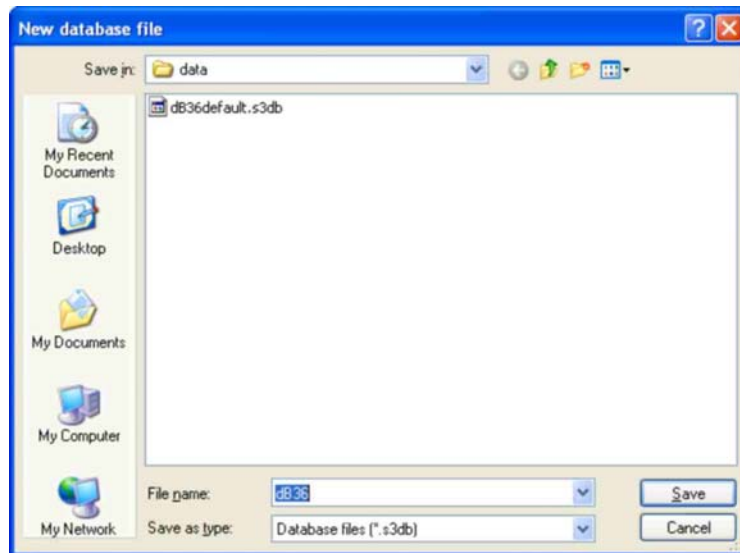 New database file
Save in: data
dB36default.s3db
My Recent
Documents
Desktop
My Documents
My Computer
My Network
File name: dB36 Save
Save as type: Database files (*.s3db) Cancel